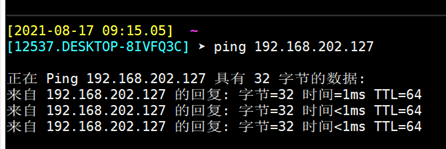 [2021-08-17 09:15.05]  ~
[12537.DESKTOP-8IVFQ3C] ➤ ping 192.168.202.127
正在 Ping 192.168.202.127 具有 32 字节的数据:
来自 192.168.202.127 的回复: 字节=32 时间=1ms TTL=64
来自 192.168.202.127 的回复: 字节=32 时间<1ms TTL=64
来自 192.168.202.127 的回复: 字节=32 时间<1ms TTL=64